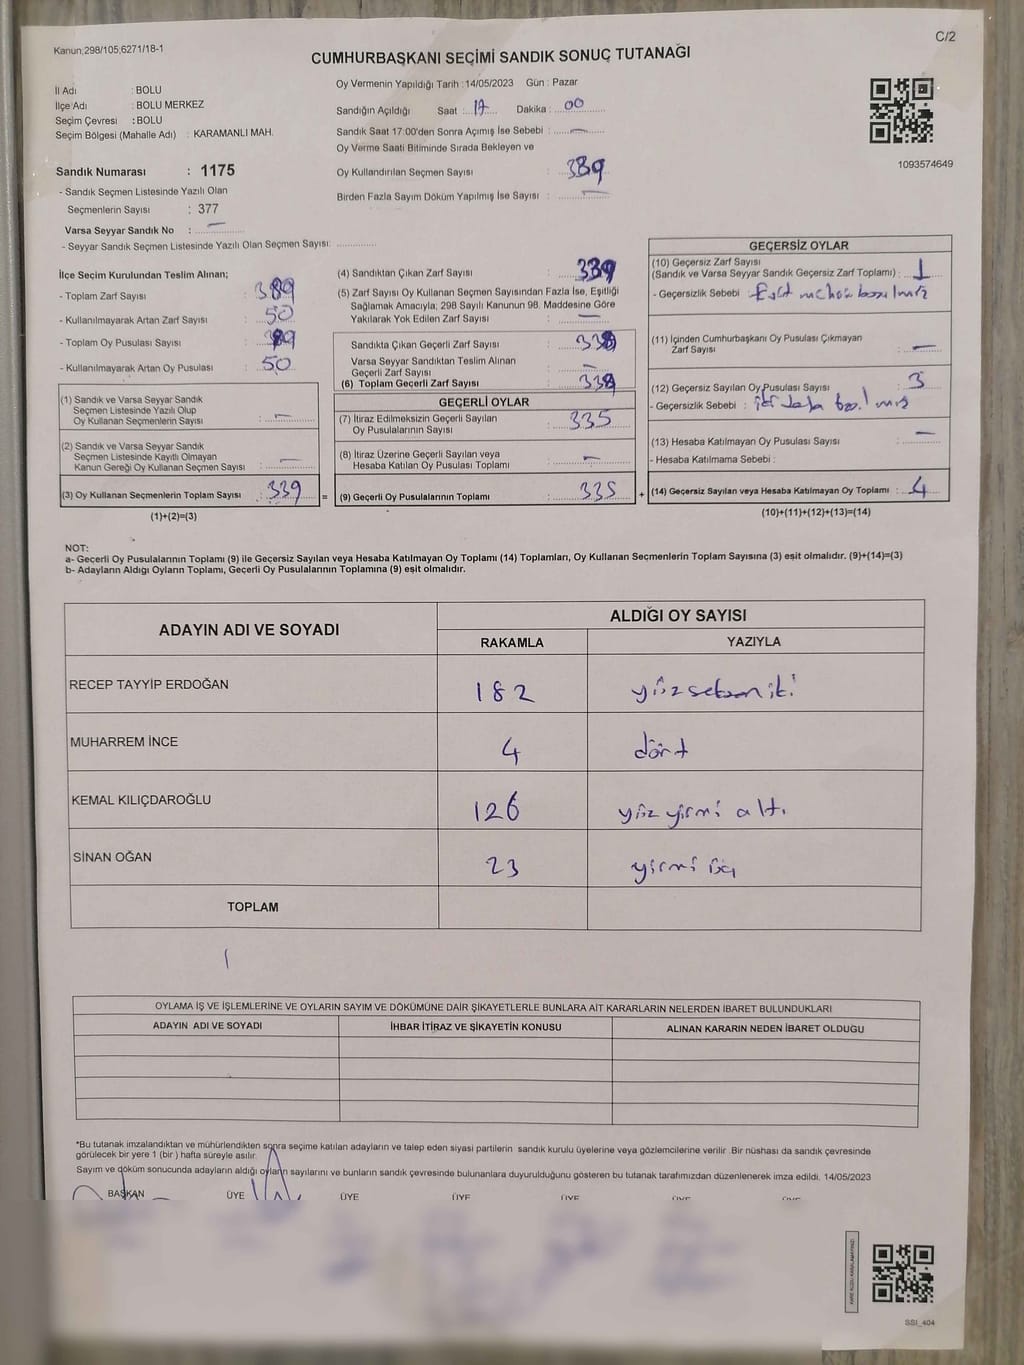 Kanun;298/105,6271/18-1
C/2
CUMHURBAŞKANI SEÇİMİ SANDIK SONUÇ TUTANAĞI
İl Adı : BOLU
İlçe Adı : BOLU MERKEZ
Seçim Çevresi : BOLU
Seçim Bölgesi (Mahalle Adı) : KARAMANLI MAH.
Oy Vermenin Yapıldığı Tarih : 14/05/2023 Gün : Pazar
Sandığın Açıldığı Saat : 17 Dakika : 00
Sandık Saat 17:00'den Sonra Açımış İse Sebebi : —
Oy Verme Saati Bitiminde Sırada Bekleyen ve
Oy Kullandırılan Seçmen Sayısı : 339
Birden Fazla Sayım Döküm Yapılmış İse Sayısı : —
1093574649
Sandık Numarası : 1175
- Sandık Seçmen Listesinde Yazılı Olan
Seçmenlerin Sayısı : 377
Varsa Seyyar Sandık No : —
- Seyyar Sandık Seçmen Listesinde Yazılı Olan Seçmen Sayısı:
İlçe Seçim Kurulundan Teslim Alınan;
- Toplam Zarf Sayısı : 389
- Kullanılmayarak Artan Zarf Sayısı : 50
- Toplam Oy Pusulası Sayısı : 389
- Kullanılmayarak Artan Oy Pusulası : 50
(1) Sandık ve Varsa Seyyar Sandık
Seçmen Listesinde Yazılı Olup
Oy Kullanan Seçmenlerin Sayısı : —
(2) Sandık ve Varsa Seyyar Sandık
Seçmen Listesinde Kayıtlı Olmayan
Kanun Gereği Oy Kullanan Seçmen Sayısı : —
(3) Oy Kullanan Seçmenlerin Toplam Sayısı : 339 =
(1)+(2)=(3)
(4) Sandıktan Çıkan Zarf Sayısı : 339
(5) Zarf Sayısı Oy Kullanan Seçmen Sayısından Fazla İse, Eşitliği
Sağlamak Amacıyla; 298 Sayılı Kanunun 98. Maddesine Göre
Yakılarak Yok Edilen Zarf Sayısı : —
Sandıkta Çıkan Geçerli Zarf Sayısı : 338
Varsa Seyyar Sandıktan Teslim Alınan
Geçerli Zarf Sayısı : —
(6) Toplam Geçerli Zarf Sayısı : 338
GEÇERLİ OYLAR
(7) İtiraz Edilmeksizin Geçerli Sayılan
Oy Pusulalarının Sayısı : 335
(8) İtiraz Üzerine Geçerli Sayılan veya
Hesaba Katılan Oy Pusulası Toplamı : —
(9) Geçerli Oy Pusulalarının Toplamı : 335 +
GEÇERSİZ OYLAR
(10) Geçersiz Zarf Sayısı
(Sandık ve Varsa Seyyar Sandık Geçersiz Zarf Toplamı) : 1
- Geçersizlik Sebebi :
(11) İçinden Cumhurbaşkanı Oy Pusulası Çıkmayan
Zarf Sayısı : —
(12) Geçersiz Sayılan Oy Pusulası Sayısı : 3
- Geçersizlik Sebebi : iki defa basılmış
(13) Hesaba Katılmayan Oy Pusulası Sayısı : —
- Hesaba Katılmama Sebebi :
(14) Geçersiz Sayılan veya Hesaba Katılmayan Oy Toplamı : 4
(10)+(11)+(12)+(13)=(14)
NOT:
a- Geçerli Oy Pusulalarının Toplamı (9) ile Geçersiz Sayılan veya Hesaba Katılmayan Oy Toplamı (14) Toplamları, Oy Kullanan Seçmenlerin Toplam Sayısına (3) eşit olmalıdır. (9)+(14)=(3)
b- Adayların Aldığı Oyların Toplamı, Geçerli Oy Pusulalarının Toplamına (9) eşit olmalıdır.
ADAYIN ADI VE SOYADI
ALDIĞI OY SAYISI
RAKAMLA YAZIYLA
RECEP TAYYİP ERDOĞAN 182 yüzseksen iki
MUHARREM İNCE 4 dört
KEMAL KILIÇDAROĞLU 126 yüz yirmi altı
SİNAN OĞAN 23 yirmi üç
TOPLAM
OYLAMA İŞ VE İŞLEMLERİNE VE OYLARIN SAYIM VE DÖKÜMÜNE DAİR ŞİKAYETLERLE BUNLARA AİT KARARLARIN NELERDEN İBARET BULUNDUKLARI
ADAYIN ADI VE SOYADI İHBAR İTİRAZ VE ŞİKAYETİN KONUSU ALINAN KARARIN NEDEN İBARET OLDUĞU
*Bu tutanak imzalandıktan ve mühürlendikten sonra seçime katılan adayların ve talep eden siyasi partilerin sandık kurulu üyelerine veya gözlemcilerine verilir. Bir nüshası da sandık çevresinde
görülecek bir yere 1 (bir) hafta süreyle asılır.
Sayım ve döküm sonucunda adayların aldığı oyların sayılarını ve bunların sandık çevresinde bulunanlara duyurulduğunu gösteren bu tutanak tarafımızdan düzenlenerek imza edildi. 14/05/2023
BAŞKAN ÜYE ÜYE ÜYE ÜYE ÜYE ÜYE
SSI_404